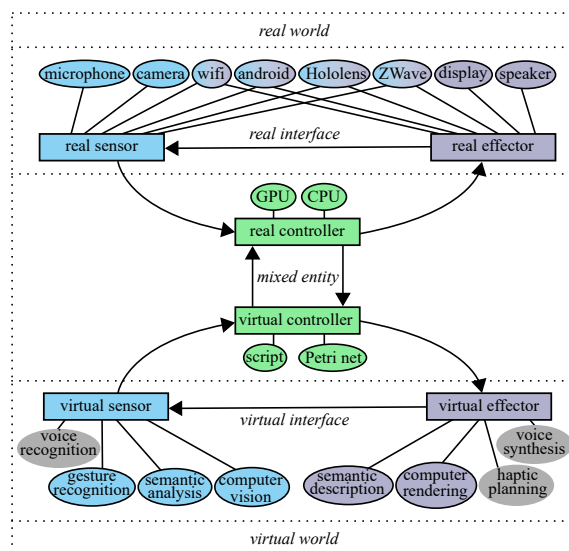 real world
microphone camera wifi android Hololens ZWave display speaker
real interface
real sensor real effector
GPU CPU
real controller
mixed entity
virtual controller
script Petri net
virtual sensor virtual effector
virtual interface
voice
recognition
gesture
recognition
semantic
analysis
computer
vision
semantic
description
computer
rendering
haptic
planning
voice
synthesis
virtual world